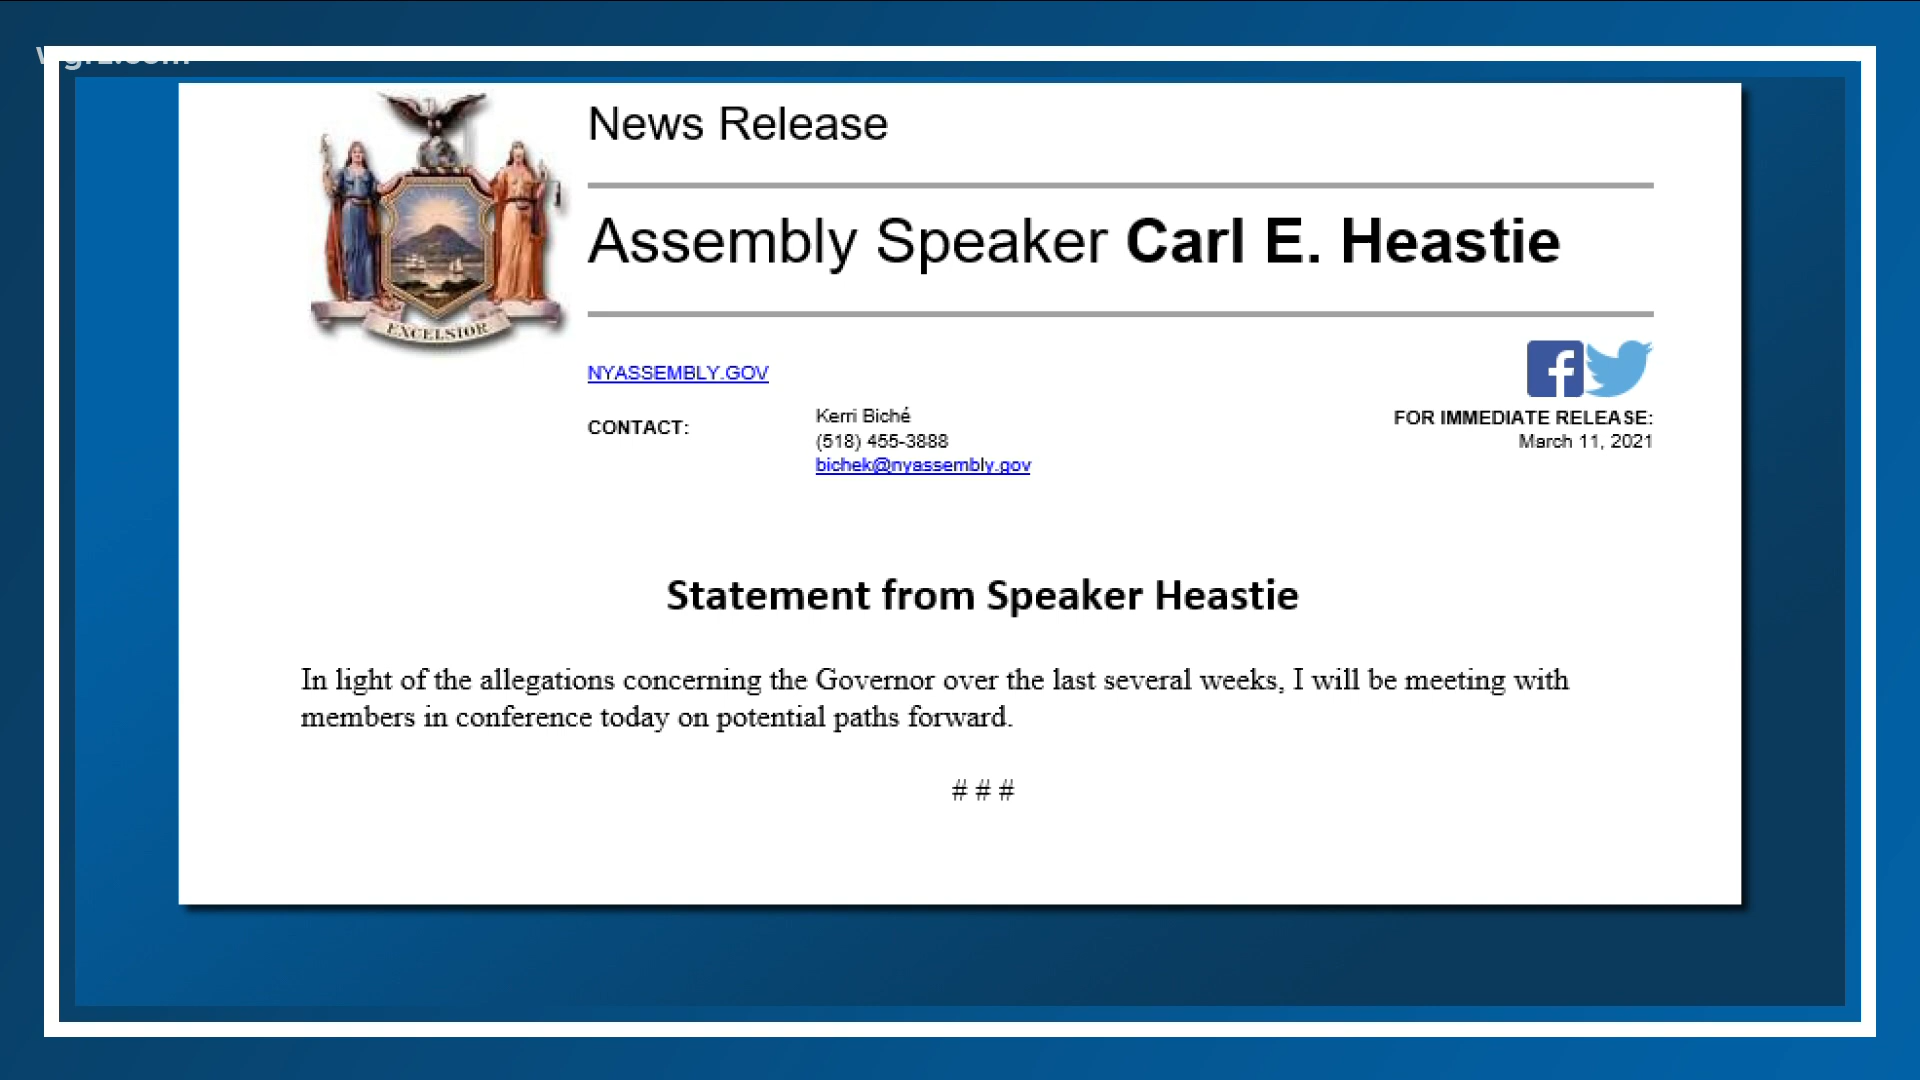 wgrz.com
News Release
Assembly Speaker Carl E. Heastie
EXCELSIOR
NYASSEMBLY.GOV
CONTACT:
Kerri Biché
(518) 455-3888
bichek@nyassembly.gov
FOR IMMEDIATE RELEASE:
March 11, 2021
Statement from Speaker Heastie
In light of the allegations concerning the Governor over the last several weeks, I will be meeting with
members in conference today on potential paths forward.
# # #